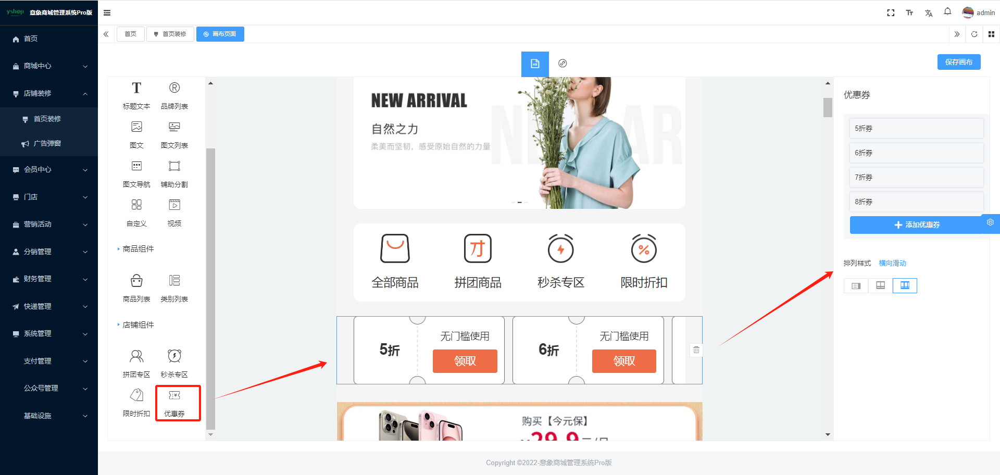 yshop 意象商城管理系统Pro版
admin
首页
商城中心
店铺装修
首页装修
广告弹窗
会员中心
门店
营销活动
分销管理
财务管理
快递管理
系统管理
支付管理
公众号管理
基础设施
首页 首页装修 画布页面
H5
保存画布
T ®
标题文本 品牌列表
图文 图文列表
图文导航 辅助分割
自定义 视频
商品组件
商品列表 类别列表
店铺组件
拼团专区 秒杀专区
限时折扣 优惠券
NEW ARRIVAL
自然之力
柔美而坚韧，感受原始自然的力量
全部商品 拼团商品 秒杀专区 限时折扣
5折
无门槛使用
领取
6折
无门槛使用
领取
购买【今元保】
29.9元/月
优惠券
5折券
6折券
7折券
8折券
添加优惠券
排列样式 横向滑动
Copyright ©2022-意象商城管理系统Pro版